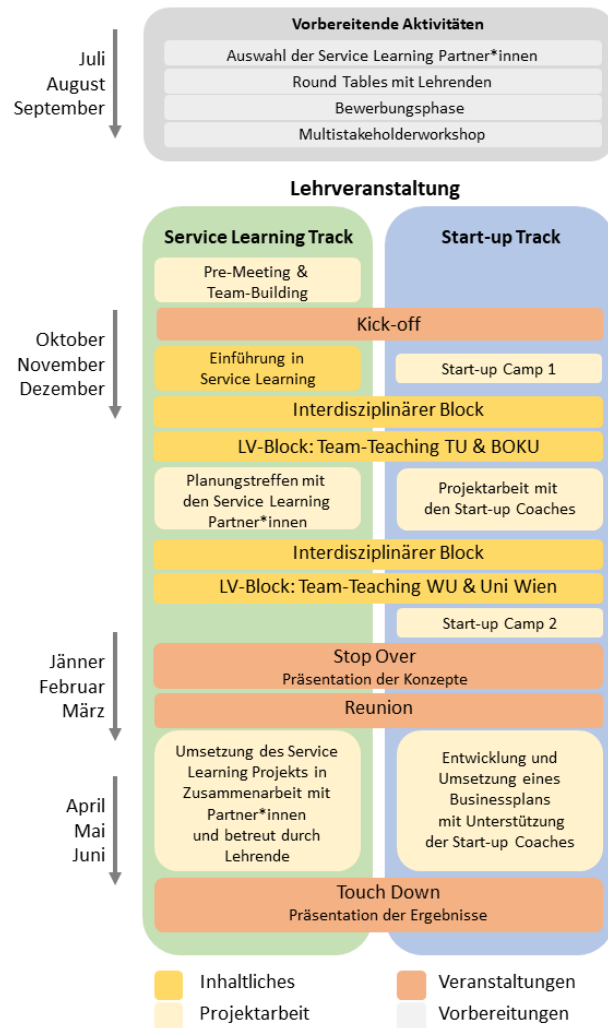 Vorbereitende Aktivitäten
Juli
August
September
Auswahl der Service Learning Partner*innen
Round Tables mit Lehrenden
Bewerbungsphase
Multistakeholderworkshop
Lehrveranstaltung
Service Learning Track
Start-up Track
Pre-Meeting &
Team-Building
Kick-off
Oktober
November
Dezember
Einführung in
Service Learning
Start-up Camp 1
Interdisziplinärer Block
LV-Block: Team-Teaching TU & BOKU
Planungstreffen mit
den Service Learning
Partner*innen
Projektarbeit mit
den Start-up Coaches
Interdisziplinärer Block
LV-Block: Team-Teaching WU & Uni Wien
Start-up Camp 2
Jänner
Februar
März
Stop Over
Präsentation der Konzepte
Reunion
Umsetzung des Service
Learning Projekts in
Zusammenarbeit mit
Partner*innen
und betreut durch
Lehrende
Entwicklung und
Umsetzung eines
Businessplans
mit Unterstützung
der Start-up Coaches
April
Mai
Juni
Touch Down
Präsentation der Ergebnisse
Inhaltliches
Veranstaltungen
Projektarbeit
Vorbereitungen